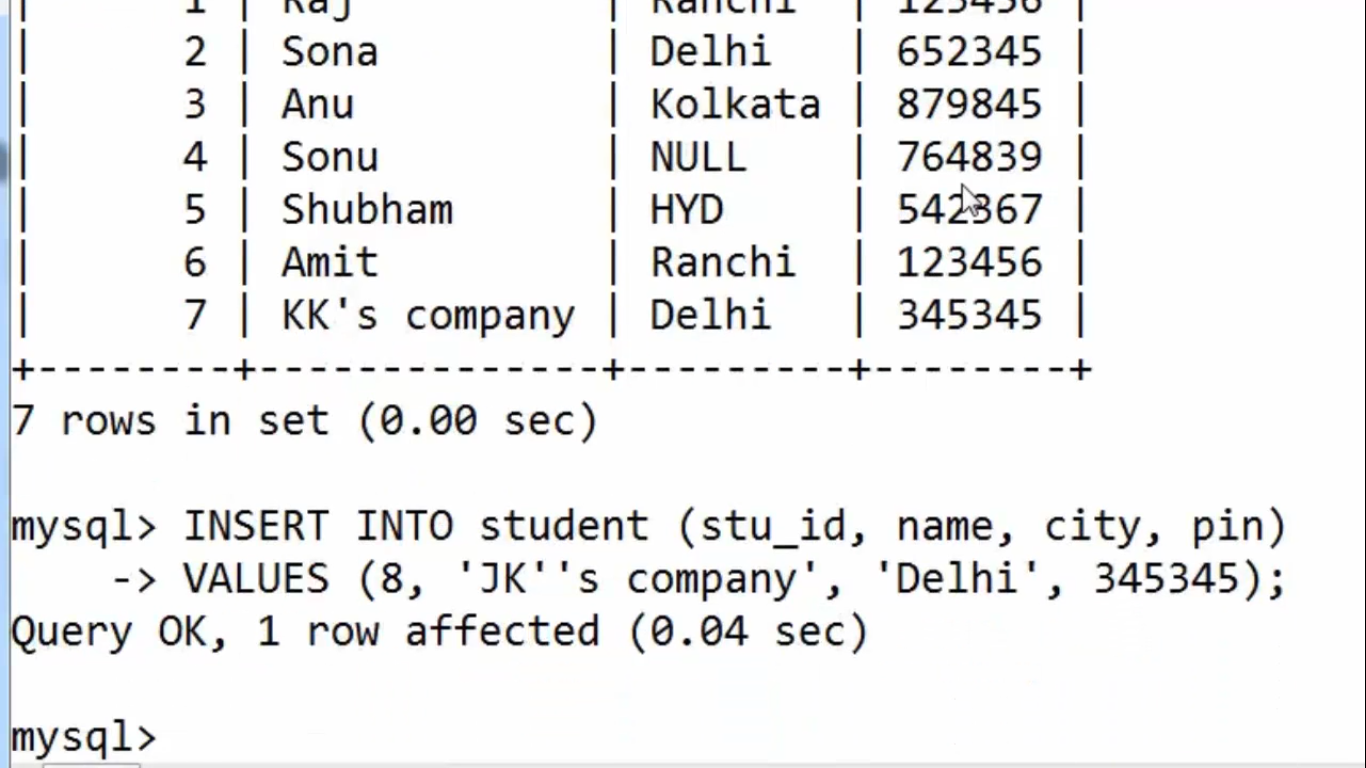 | 1 | Raj | Ranchi | 123456 |
| 2 | Sona | Delhi | 652345 |
| 3 | Anu | Kolkata | 879845 |
| 4 | Sonu | NULL | 764839 |
| 5 | Shubham | HYD | 542367 |
| 6 | Amit | Ranchi | 123456 |
| 7 | KK's company | Delhi | 345345 |
+--------+--------------+---------+--------+
7 rows in set (0.00 sec)
mysql> INSERT INTO student (stu_id, name, city, pin)
-> VALUES (8, 'JK''s company', 'Delhi', 345345);
Query OK, 1 row affected (0.04 sec)
mysql>